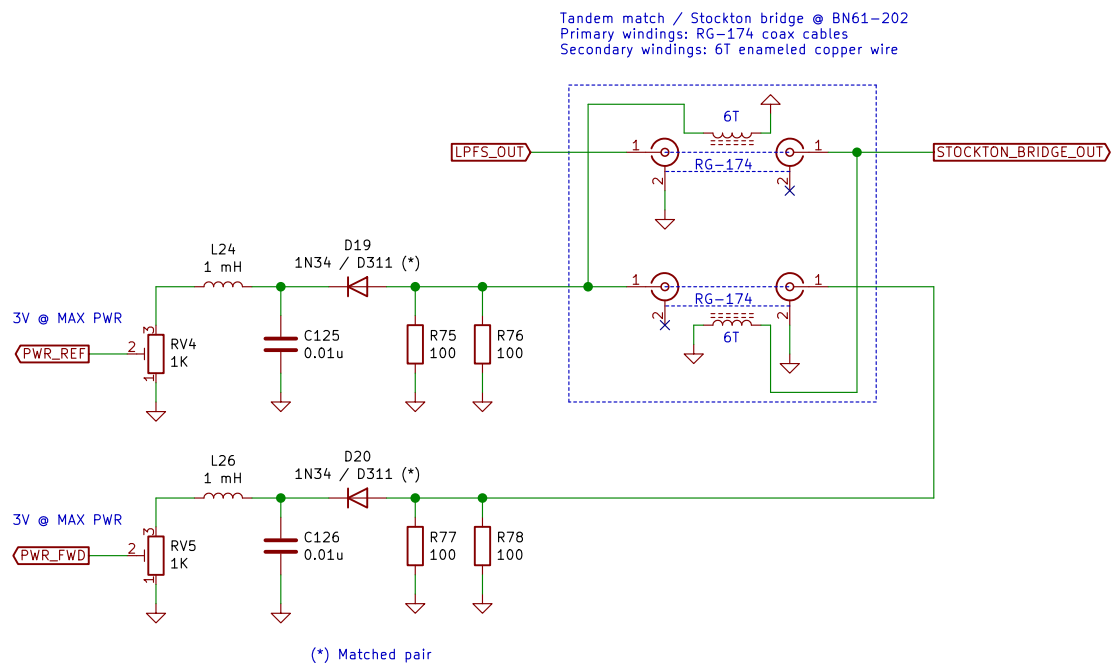 Tandem match / Stockton bridge @ BN61-202
Primary windings: RG-174 coax cables
Secondary windings: 6T enameled copper wire
6T
LPFS_OUT
1
1
STOCKTON_BRIDGE_OUT
RG-174
2
2
L24
1 mH
D19
1N34 / D311 (*)
1
1
RG-174
2
2
6T
3V @ MAX PWR
3
PWR_REF
2
1
RV4
1K
C125
0.01u
R75
100
R76
100
L26
1 mH
D20
1N34 / D311 (*)
3V @ MAX PWR
3
PWR_FWD
2
1
RV5
1K
C126
0.01u
R77
100
R78
100
(*) Matched pair